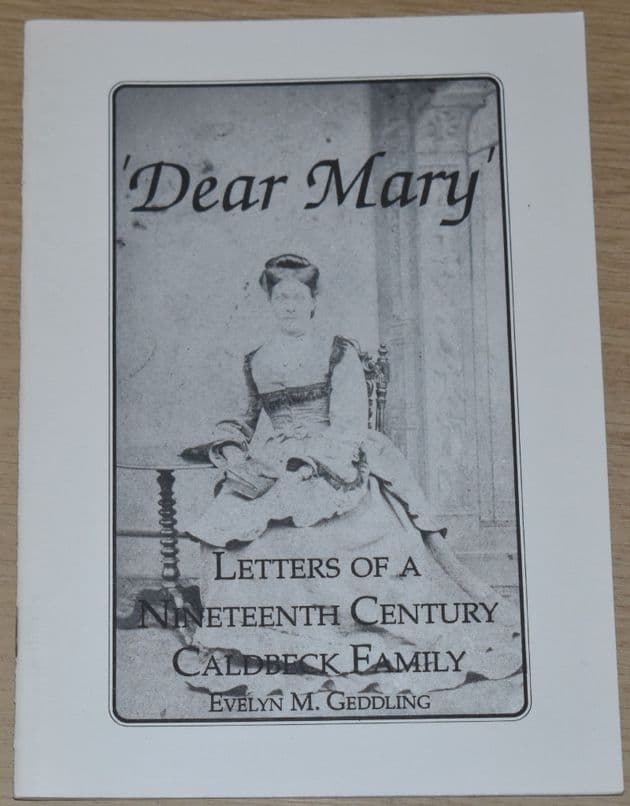 'Dear Mary'
LETTERS OF A
NINETEENTH CENTURY
CALDBECK FAMILY
EVELYN M. GEDDLING